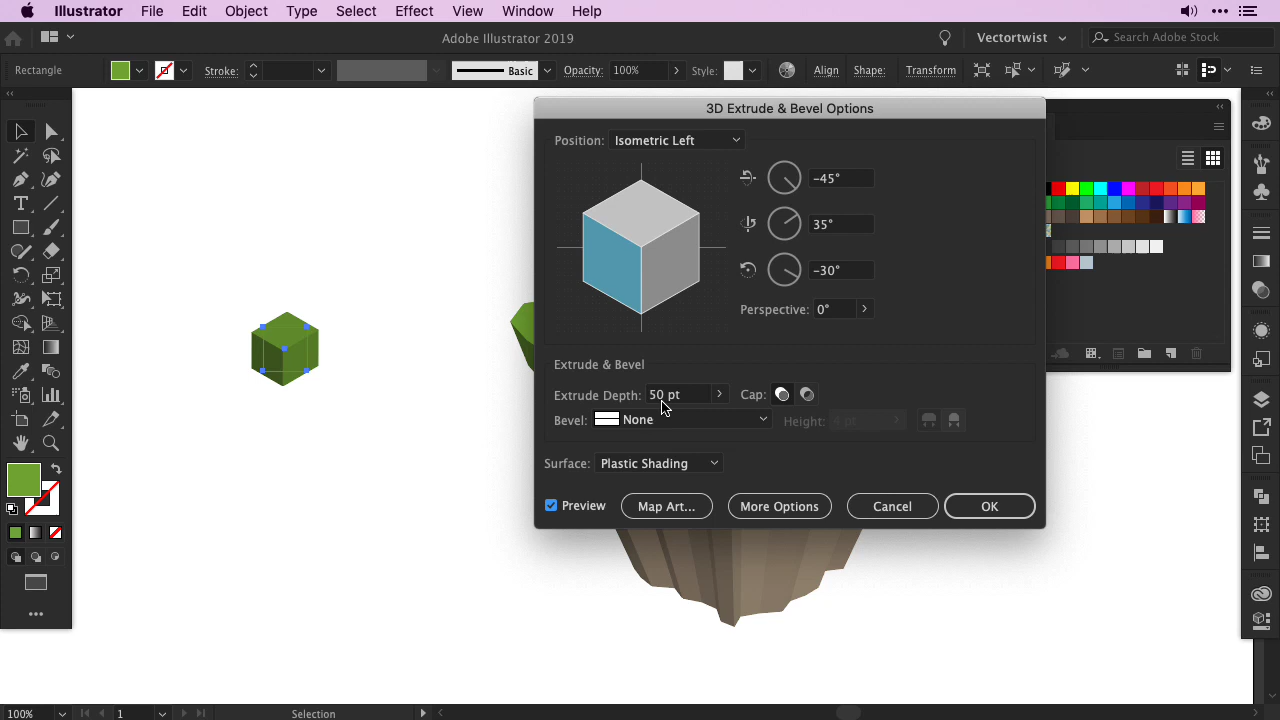 Illustrator File Edit Object Type Select Effect View Window Help
Adobe Illustrator 2019
Vectortwist
Search Adobe Stock
Rectangle Stroke: Basic Opacity: 100% Style: Align Shape: Transform
3D Extrude & Bevel Options
Position: Isometric Left
-45°
35°
-30°
Perspective: 0°
Extrude & Bevel
Extrude Depth: 50 pt Cap:
Bevel: None Height: 4 pt
Surface: Plastic Shading
Preview Map Art... More Options Cancel OK
100% 1 Selection